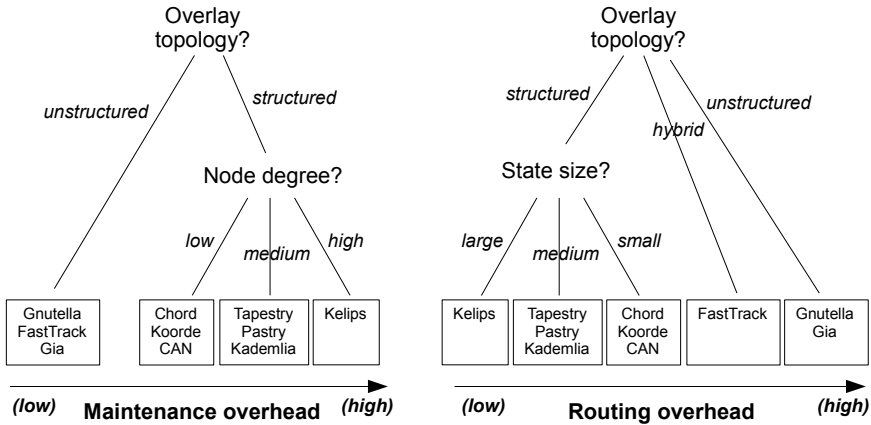 Overlay
topology?
unstructured
structured
Node degree?
low
medium
high
Gnutella
FastTrack
Gia
Chord
Koorde
CAN
Tapestry
Pastry
Kademlia
Kelips
(low)
Maintenance overhead
(high)
Overlay
topology?
structured
hybrid
unstructured
State size?
large
medium
small
Kelips
Tapestry
Pastry
Kademlia
Chord
Koorde
CAN
FastTrack
Gnutella
Gia
(low)
Routing overhead
(high)